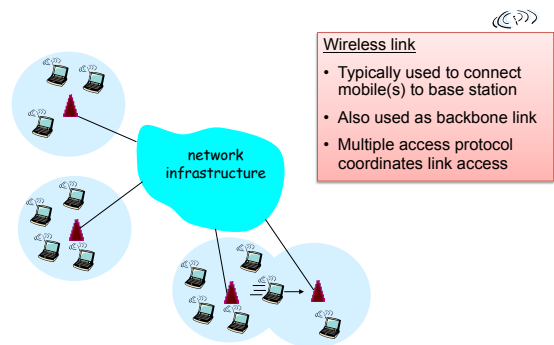 Wireless link
• Typically used to connect
mobile(s) to base station
• Also used as backbone link
• Multiple access protocol
coordinates link access
network
infrastructure